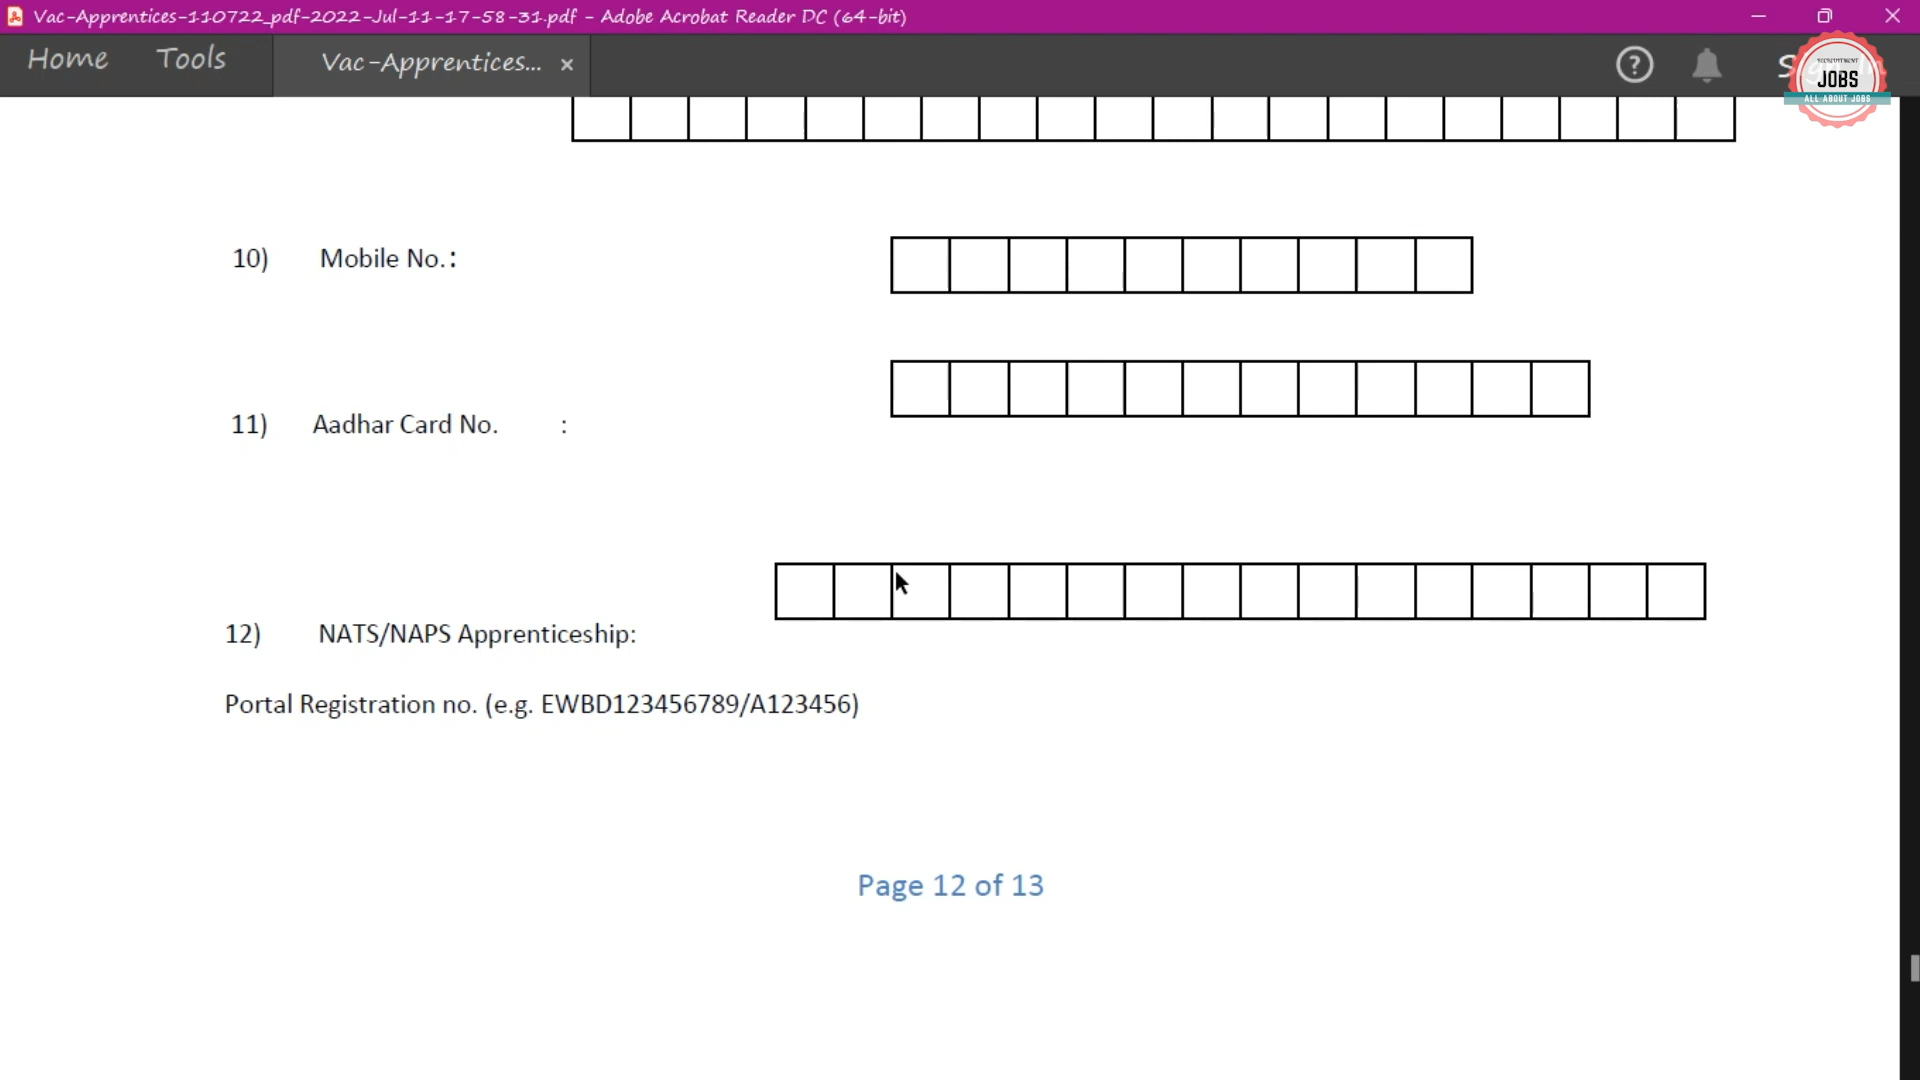 Vac-Apprentices-110722_pdf-2022-Jul-11-17-58-31.pdf - Adobe Acrobat Reader DC (64-bit)
Home Tools Vac-Apprentices... ×
RECRUITMENT
JOBS
ALL ABOUT JOBS
10) Mobile No.:
11) Aadhar Card No. :
12) NATS/NAPS Apprenticeship:
Portal Registration no. (e.g. EWBD123456789/A123456)
Page 12 of 13